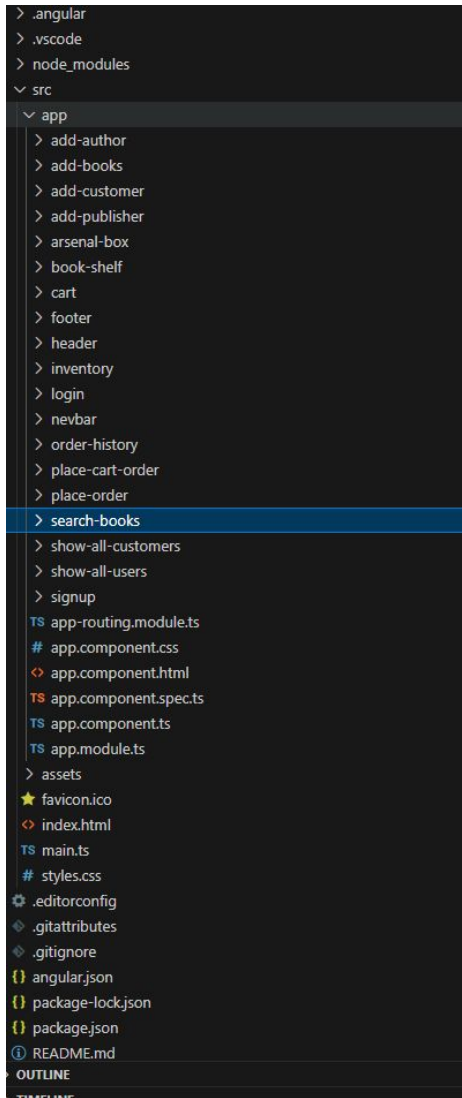 .angular
.vscode
node_modules
src
app
add-author
add-books
add-customer
add-publisher
arsenal-box
book-shelf
cart
footer
header
inventory
login
nevbar
order-history
place-cart-order
place-order
search-books
show-all-customers
show-all-users
signup
TS app-routing.module.ts
# app.component.css
<> app.component.html
TS app.component.spec.ts
TS app.component.ts
TS app.module.ts
assets
favicon.ico
<> index.html
TS main.ts
# styles.css
.editorconfig
.gitattributes
.gitignore
{} angular.json
{} package-lock.json
{} package.json
README.md
OUTLINE
TIMELINE